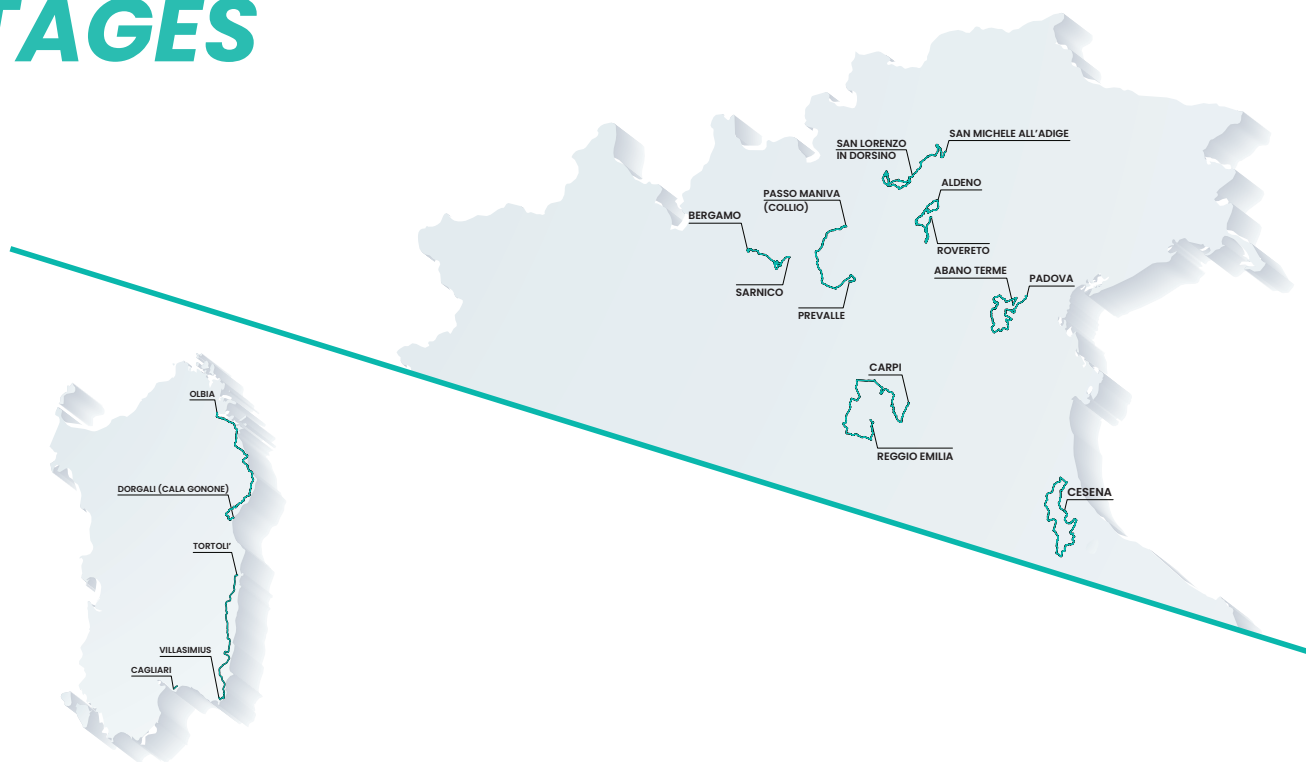 TAGES
SAN MICHELE ALL'ADIGE
SAN LORENZO
IN DORSINO
ALDENO
PASSO MANIVA
(COLLIO)
BERGAMO
ROVERETO
ABANO TERME
PADOVA
SARNICO
PREVALLE
CARPI
REGGIO EMILIA
CESENA
OLBIA
DORGALI (CALA GONONE)
TORTOLI'
VILLASIMIUS
CAGLIARI